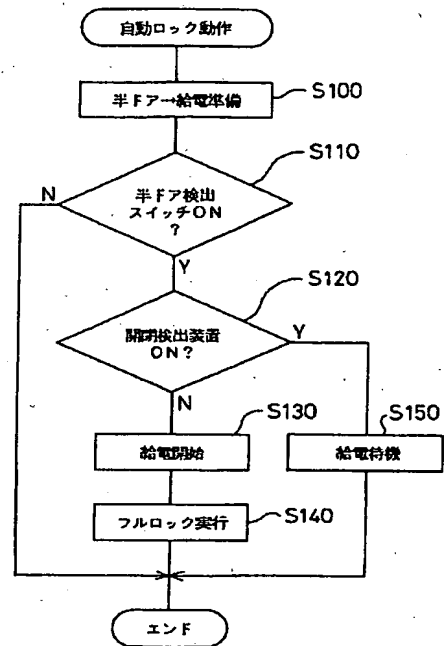 自動ロック動作
半ドア→給電準備
S100
S110
N
半ドア検出
スイッチON
?
Y
S120
開閉検出装置
ON?
Y
N
S130
S150
給電開始
給電待機
フルロック実行
S140
エンド